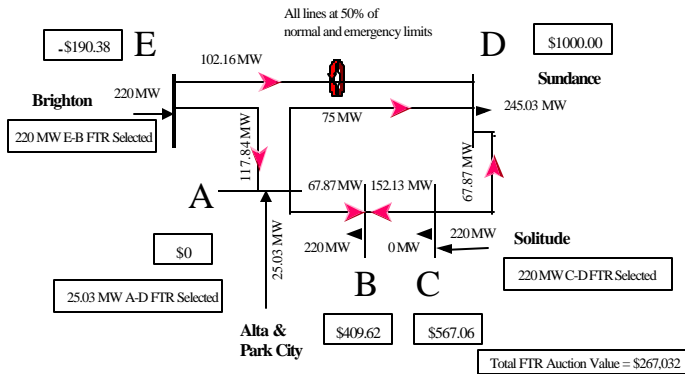 All lines at 50% of
normal and emergency limits
-$190.38
E
D
$1000.00
102.16 MW
Sundance
Brighton
220 MW
75 MW
245.03 MW
220 MW E-B FTR Selected
117.84 MW
67.87 MW
A
67.87 MW
152.13 MW
25.03 MW
$0
220 MW
0 MW
220 MW
Solitude
25.03 MW A-D FTR Selected
B
C
220 MW C-D FTR Selected
Alta &
Park City
$409.62
$567.06
Total FTR Auction Value = $267,032